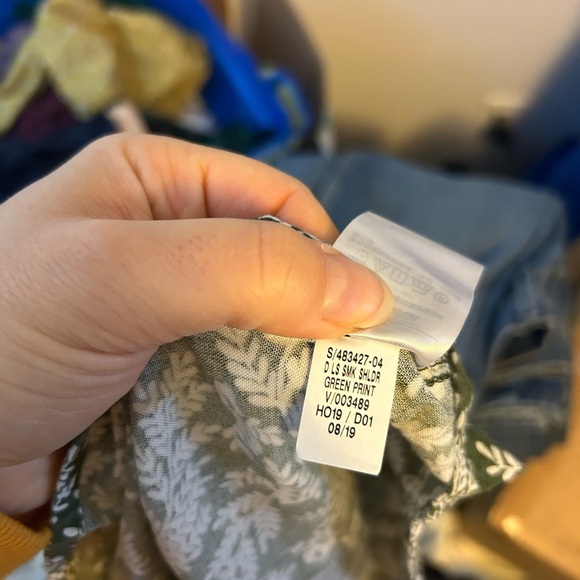 S/483427-04
D LS SMK SHLDR
GREEN PRINT
V/003489
HO19 / D01
08/19